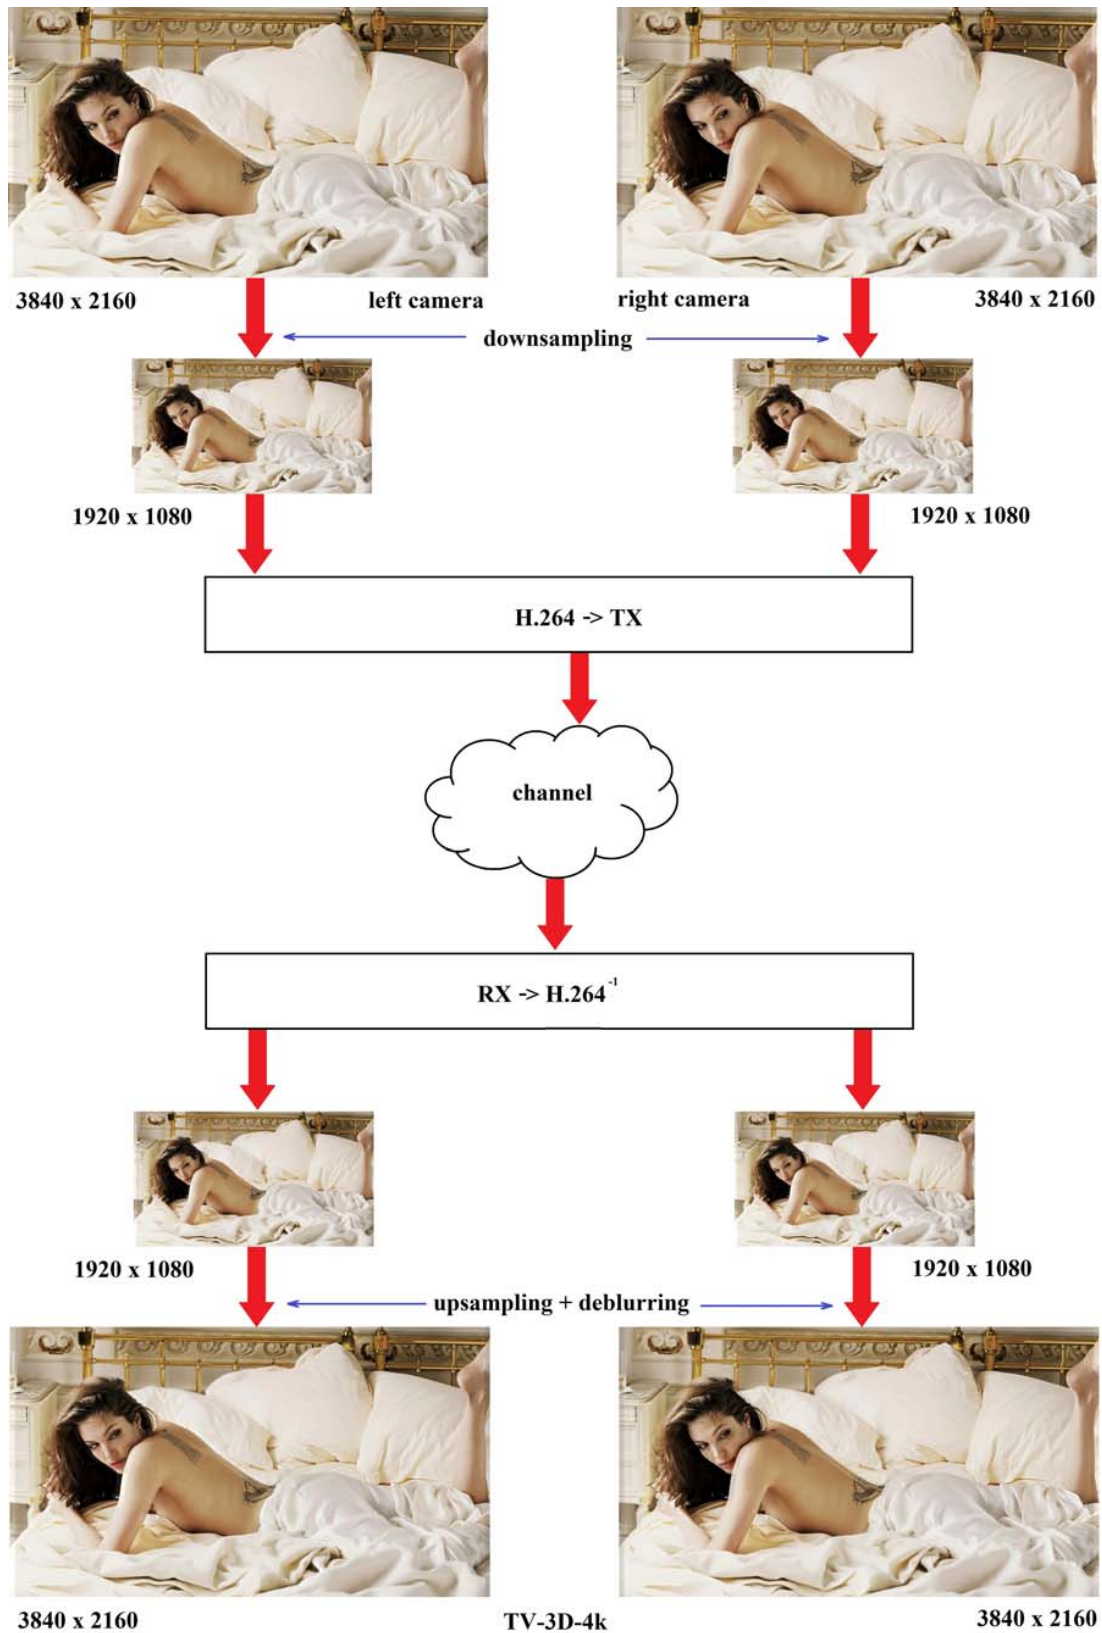 3840 x 2160
left camera
right camera
3840 x 2160
downsampling
1920 x 1080
1920 x 1080
H.264 -> TX
channel
RX -> H.264⁻¹
1920 x 1080
1920 x 1080
upsampling + deblurring
3840 x 2160
TV-3D-4k
3840 x 2160